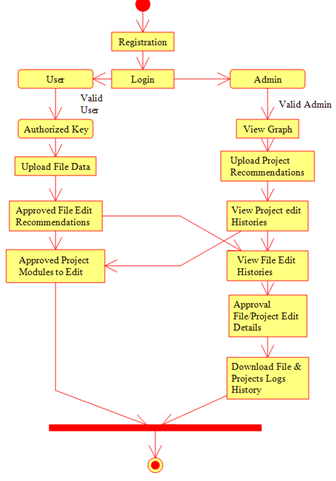 Registration
User
Login
Admin
Valid
User
Valid Admin
Authorized Key
View Graph
Upload File Data
Upload Project
Recommendations
Approved File Edit
Recommendations
View Project edit
Histories
Approved Project
Modules to Edit
View File Edit
Histories
Approval
File/Project Edit
Details
Download File &
Projects Logs
History